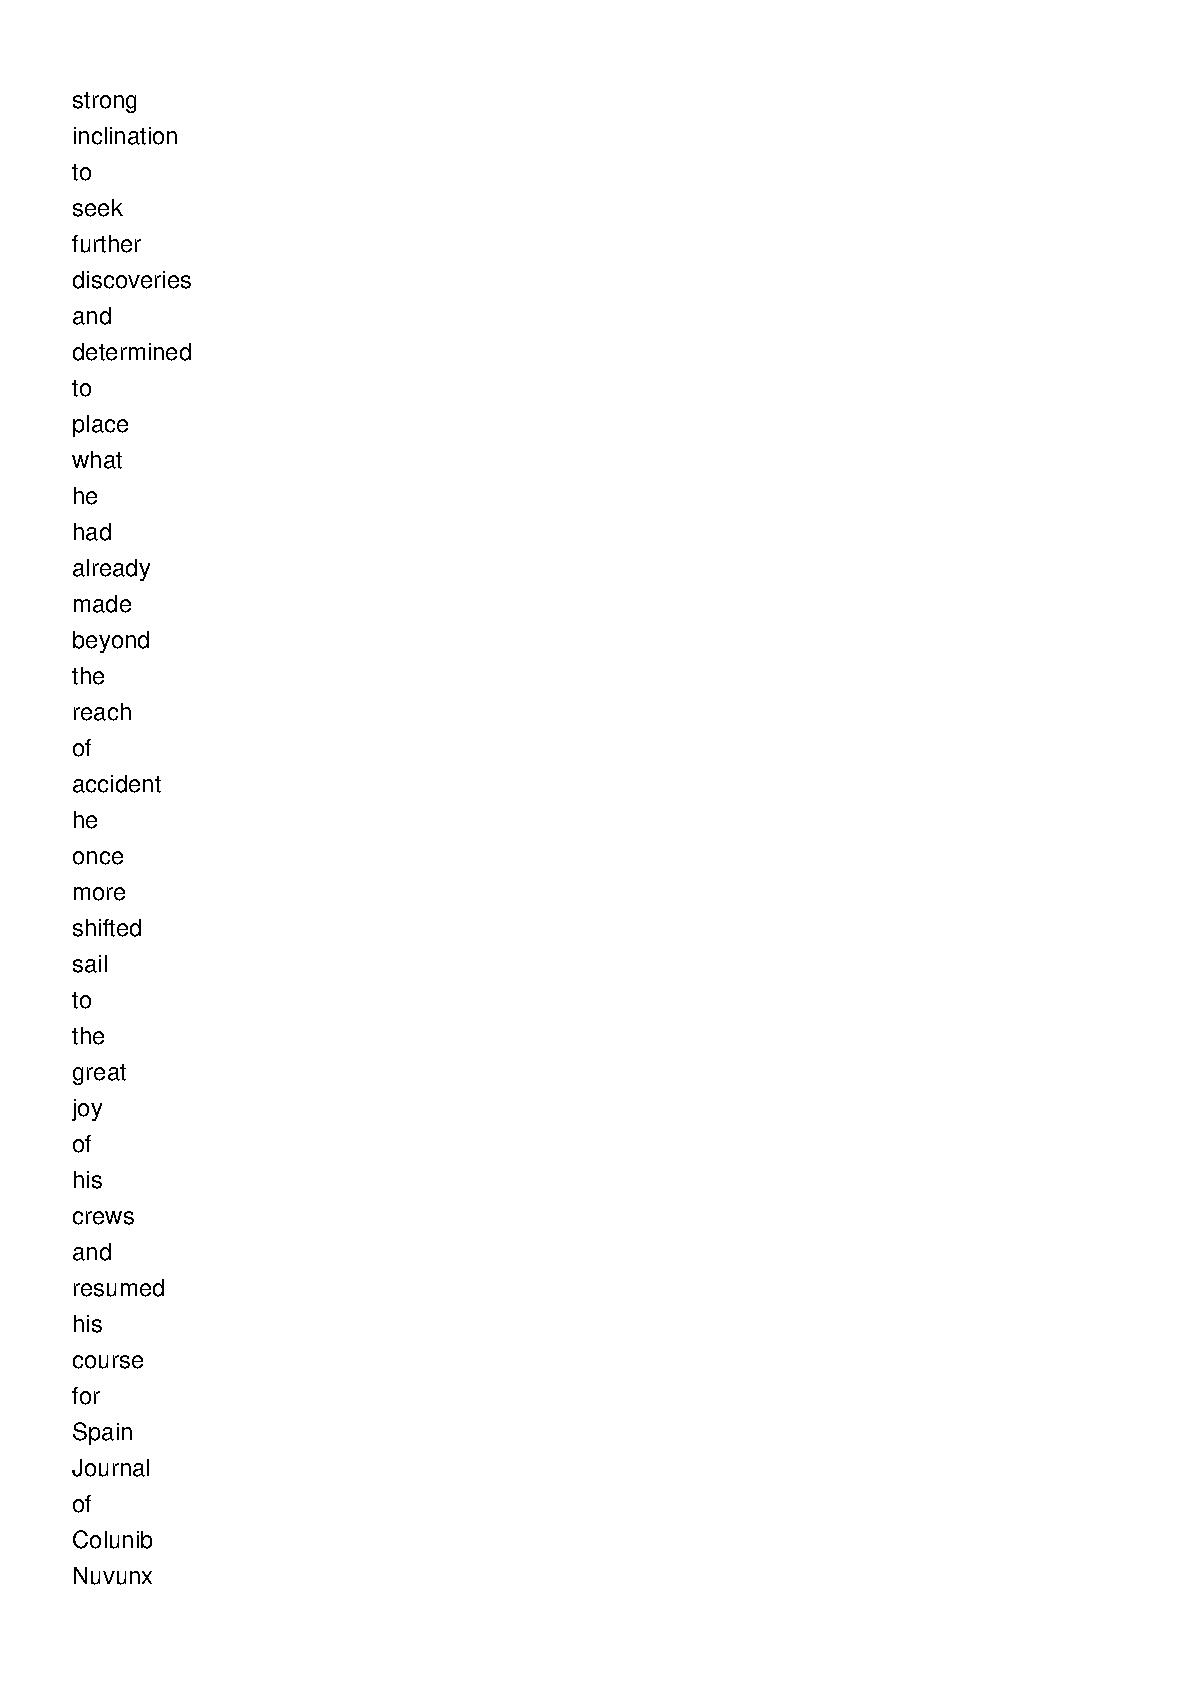 strong
inclination
to
seek
further
discoveries
and
determined
to
place
what
he
had
already
made
beyond
the
reach
of
accident
he
once
more
shifted
sail
to
the
great
joy
of
his
crews
and
resumed
his
course
for
Spain
Journal
of
Colunib
Nuvunx